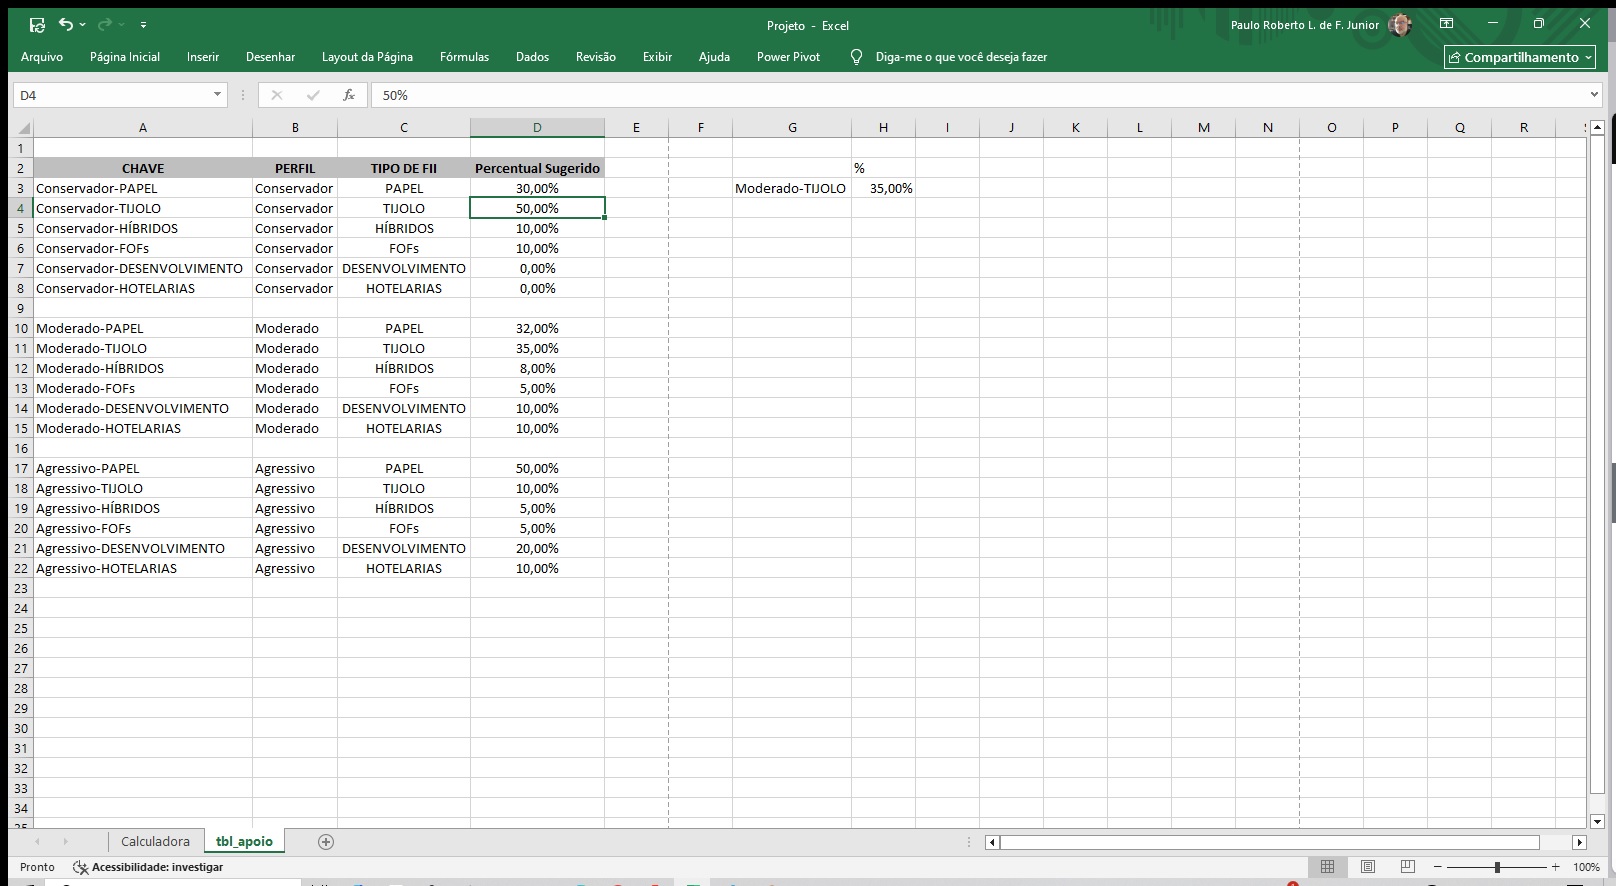 Projeto - Excel
Paulo Roberto L. de F. Junior
Arquivo Página Inicial Inserir Desenhar Layout da Página Fórmulas Dados Revisão Exibir Ajuda Power Pivot Diga-me o que você deseja fazer Compartilhamento
D4 fx 50%
A B C D E F G H I J K L M N O P Q R
1
2 CHAVE PERFIL TIPO DE FII Percentual Sugerido %
3 Conservador-PAPEL Conservador PAPEL 30,00% Moderado-TIJOLO 35,00%
4 Conservador-TIJOLO Conservador TIJOLO 50,00%
5 Conservador-HÍBRIDOS Conservador HÍBRIDOS 10,00%
6 Conservador-FOFs Conservador FOFs 10,00%
7 Conservador-DESENVOLVIMENTO Conservador DESENVOLVIMENTO 0,00%
8 Conservador-HOTELARIAS Conservador HOTELARIAS 0,00%
9
10 Moderado-PAPEL Moderado PAPEL 32,00%
11 Moderado-TIJOLO Moderado TIJOLO 35,00%
12 Moderado-HÍBRIDOS Moderado HÍBRIDOS 8,00%
13 Moderado-FOFs Moderado FOFs 5,00%
14 Moderado-DESENVOLVIMENTO Moderado DESENVOLVIMENTO 10,00%
15 Moderado-HOTELARIAS Moderado HOTELARIAS 10,00%
16
17 Agressivo-PAPEL Agressivo PAPEL 50,00%
18 Agressivo-TIJOLO Agressivo TIJOLO 10,00%
19 Agressivo-HÍBRIDOS Agressivo HÍBRIDOS 5,00%
20 Agressivo-FOFs Agressivo FOFs 5,00%
21 Agressivo-DESENVOLVIMENTO Agressivo DESENVOLVIMENTO 20,00%
22 Agressivo-HOTELARIAS Agressivo HOTELARIAS 10,00%
23
24
25
26
27
28
29
30
31
32
33
34
Calculadora tbl_apoio
Pronto Acessibilidade: investigar 100%